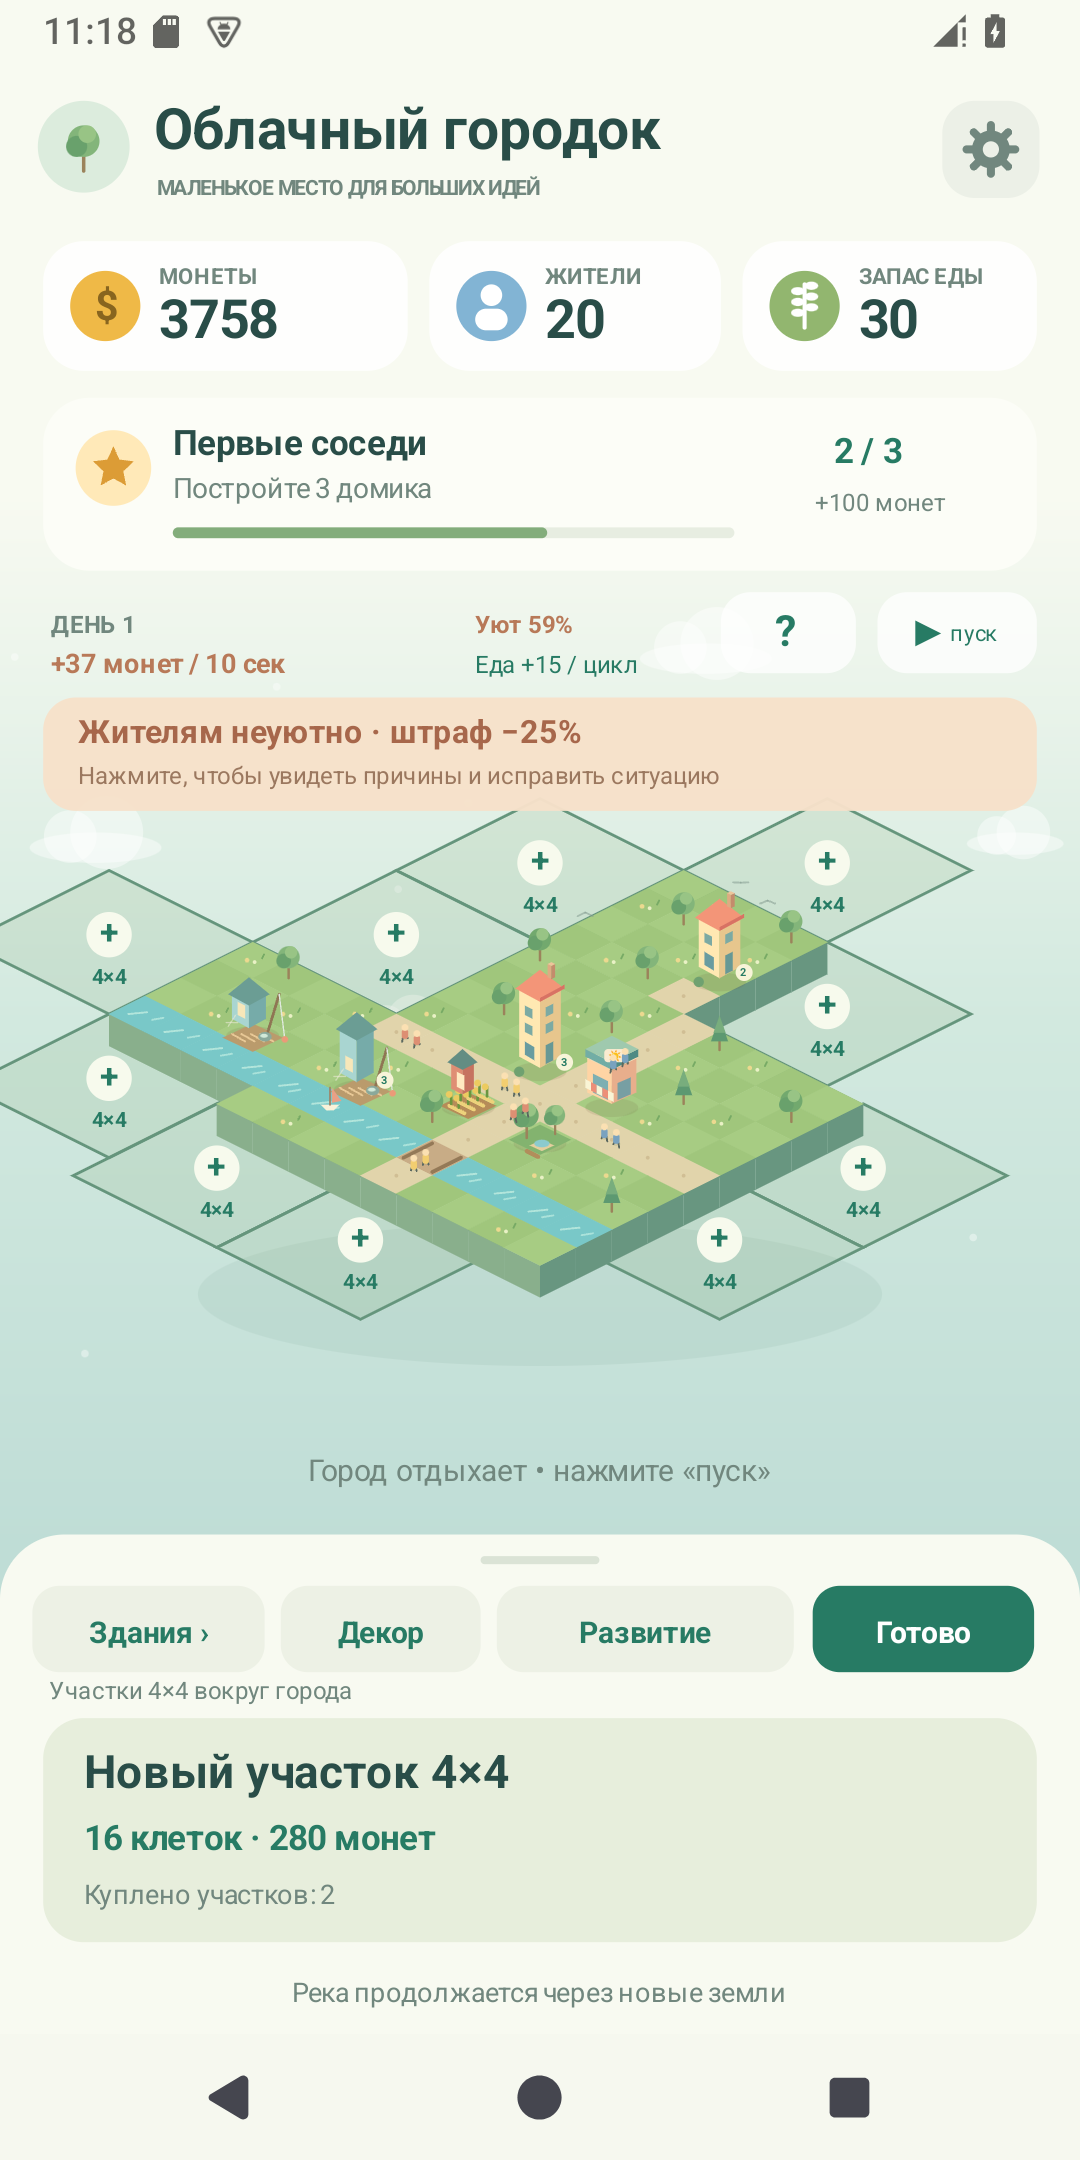 11:18
Облачный городок
МАЛЕНЬКОЕ МЕСТО ДЛЯ БОЛЬШИХ ИДЕЙ
МОНЕТЫ
3758
ЖИТЕЛИ
20
ЗАПАС ЕДЫ
30
Первые соседи
Постройте 3 домика
2 / 3
+100 монет
ДЕНЬ 1
+37 монет / 10 сек
Уют 59%
Еда +15 / цикл
?
пуск
Жителям неуютно · штраф −25%
Нажмите, чтобы увидеть причины и исправить ситуацию
+
4×4
+
4×4
+
4×4
+
4×4
2
+
4×4
3
3
+
4×4
+
4×4
+
4×4
+
4×4
+
4×4
Город отдыхает • нажмите «пуск»
Здания ›
Декор
Развитие
Готово
Участки 4×4 вокруг города
Новый участок 4×4
16 клеток · 280 монет
Куплено участков: 2
Река продолжается через новые земли